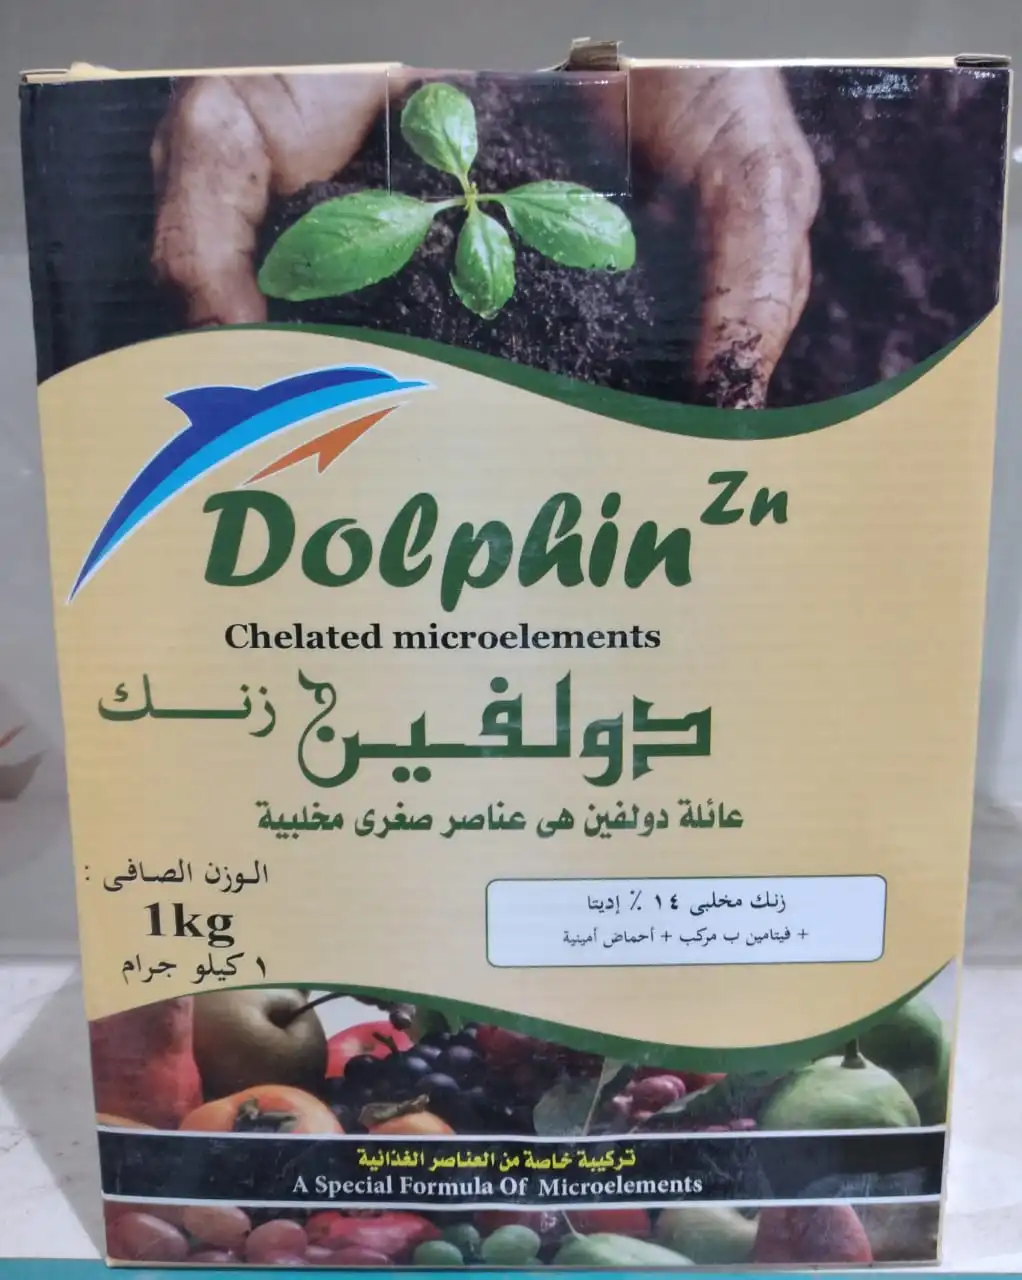 Dolphin Zn
Chelated microelements
دولفين زنك
عائلة دولفين هى عناصر صغرى مخلبية
الوزن الصافى :
1kg
١ كيلو جرام
زنك مخلبى ١٤ ٪ إديتا
+ فيتامين ب مركب + أحماض أمينية
تركيبة خاصة من العناصر الغذائية
A Special Formula Of Microelements